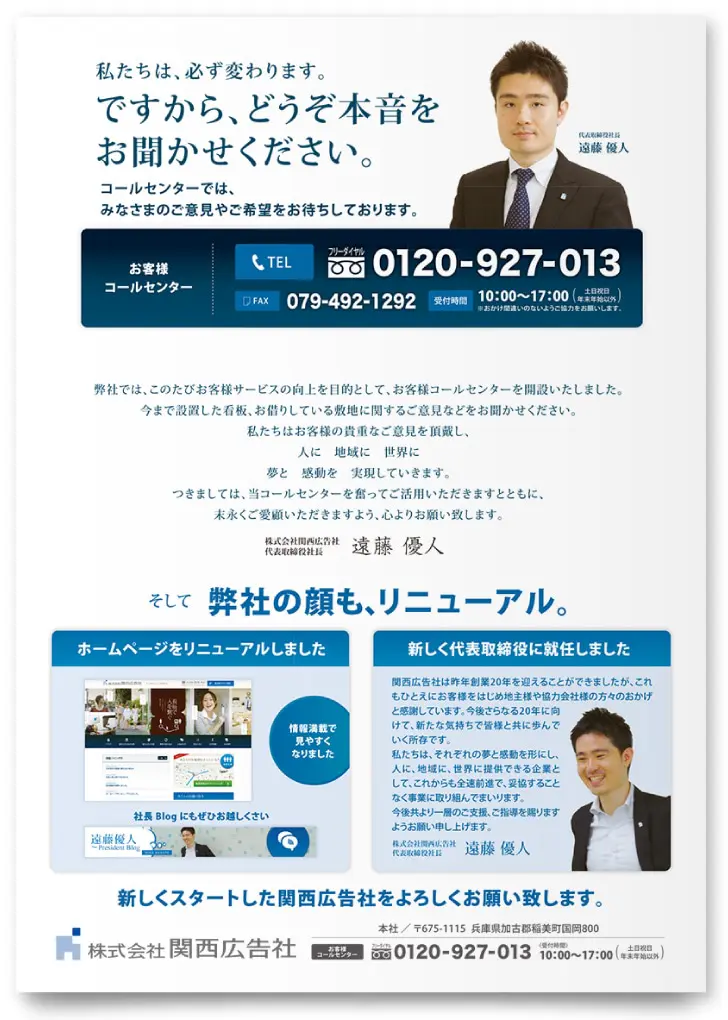 私たちは、必ず変わります。
ですから、どうぞ本音を
お聞かせください。
代表取締役社長
遠藤 優人
コールセンターでは、
みなさまのご意見やご希望をお待ちしております。
お客様
コールセンター
TEL
フリーダイヤル
0120-927-013
FAX
079-492-1292
受付時間
10:00〜17:00(土日祝日 年末年始以外)
※おかけ間違いのないようご協力をお願いします。
弊社では、このたびお客様サービスの向上を目的として、お客様コールセンターを開設いたしました。
今まで設置した看板、お借りしている敷地に関するご意見などをお聞かせください。
私たちはお客様の貴重なご意見を頂戴し、
人に 地域に 世界に
夢と 感動を 実現していきます。
つきましては、当コールセンターを奮ってご活用いただきますとともに、
末永くご愛顧いただきますよう、心よりお願い致します。
株式会社関西広告社
代表取締役社長 遠藤 優人
そして 弊社の顔も、リニューアル。
ホームページをリニューアルしました
情報満載で
見やすく
なりました
社長 Blog にもぜひお越しくさい
遠藤優人
〜President Blog
新しく代表取締役に就任しました
関西広告社は昨年創業20年を迎えることができましたが、これ
もひとえにお客様をはじめ地主様や協力会社様の方々のおかげ
と感謝しています。今後さらなる20年に向
けて、新たな気持ちで皆様と共に歩んで
いく所存です。
私たちは、それぞれの夢と感動を形にし、
人に、地域に、世界に提供できる企業と
して、これからも全速前進で、妥協すること
なく事業に取り組んでまいります。
今後共より一層のご支援、ご指導を賜ります
ようお願い申し上げます。
株式会社関西広告社
代表取締役社長 遠藤 優人
新しくスタートした関西広告社をよろしくお願い致します。
株式会社 関西広告社
本社／〒675-1115 兵庫県加古郡稲美町国岡800
お客様
コールセンター
フリーダイヤル
0120-927-013
〈受付時間〉
10:00〜17:00(土日祝日 年末年始以外)